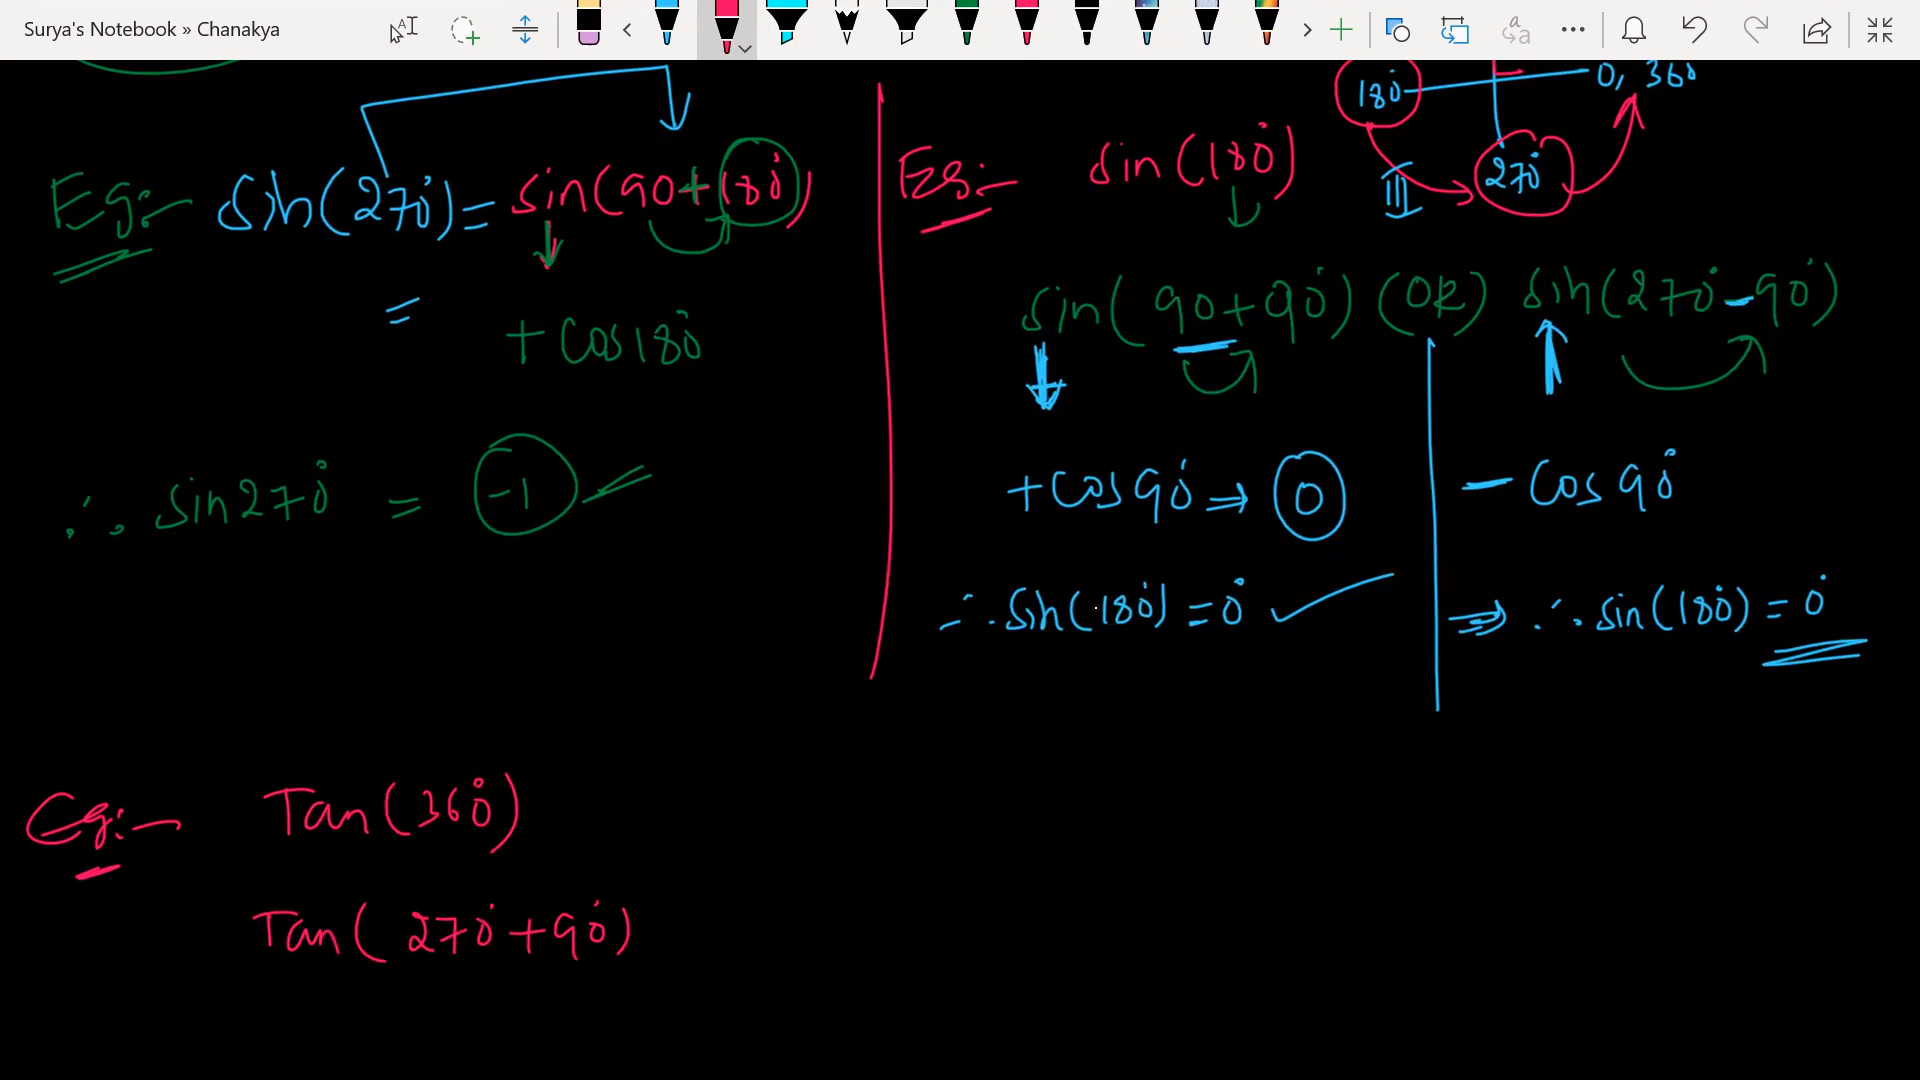 Surya's Notebook » Chanakya
180° 0, 360
III 270°
Eg:- sin(270°) = sin(90+180°)
= + Cos180°
∴ sin270° = -1
Eg:- sin(180°)
sin(90+90°) (OR) sin(270°-90°)
+Cos90° ⇒ 0
∴ sin(180°) = 0°
- Cos90°
⇒ ∴ sin(180°) = 0°
Eg:- Tan(360°)
Tan(270°+90°)